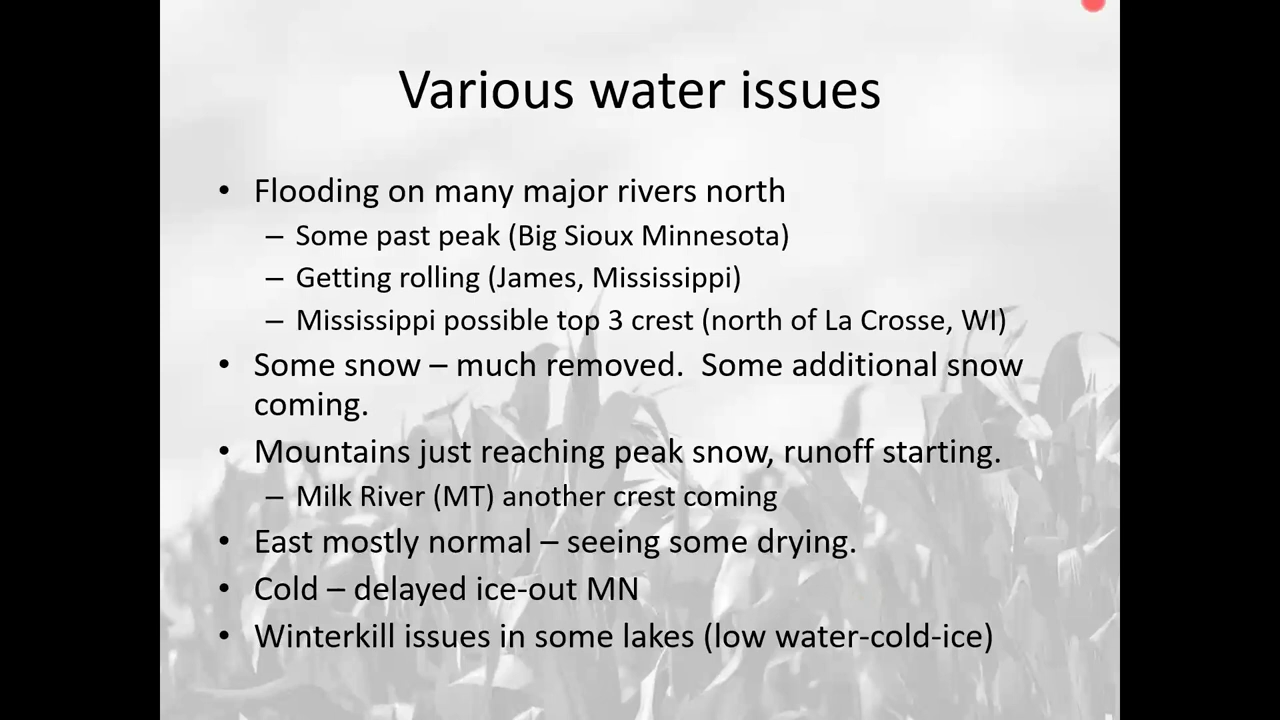 Various water issues
• Flooding on many major rivers north
– Some past peak (Big Sioux Minnesota)
– Getting rolling (James, Mississippi)
– Mississippi possible top 3 crest (north of La Crosse, WI)
• Some snow – much removed.  Some additional snow
coming.
• Mountains just reaching peak snow, runoff starting.
– Milk River (MT) another crest coming
• East mostly normal – seeing some drying.
• Cold – delayed ice-out MN
• Winterkill issues in some lakes (low water-cold-ice)